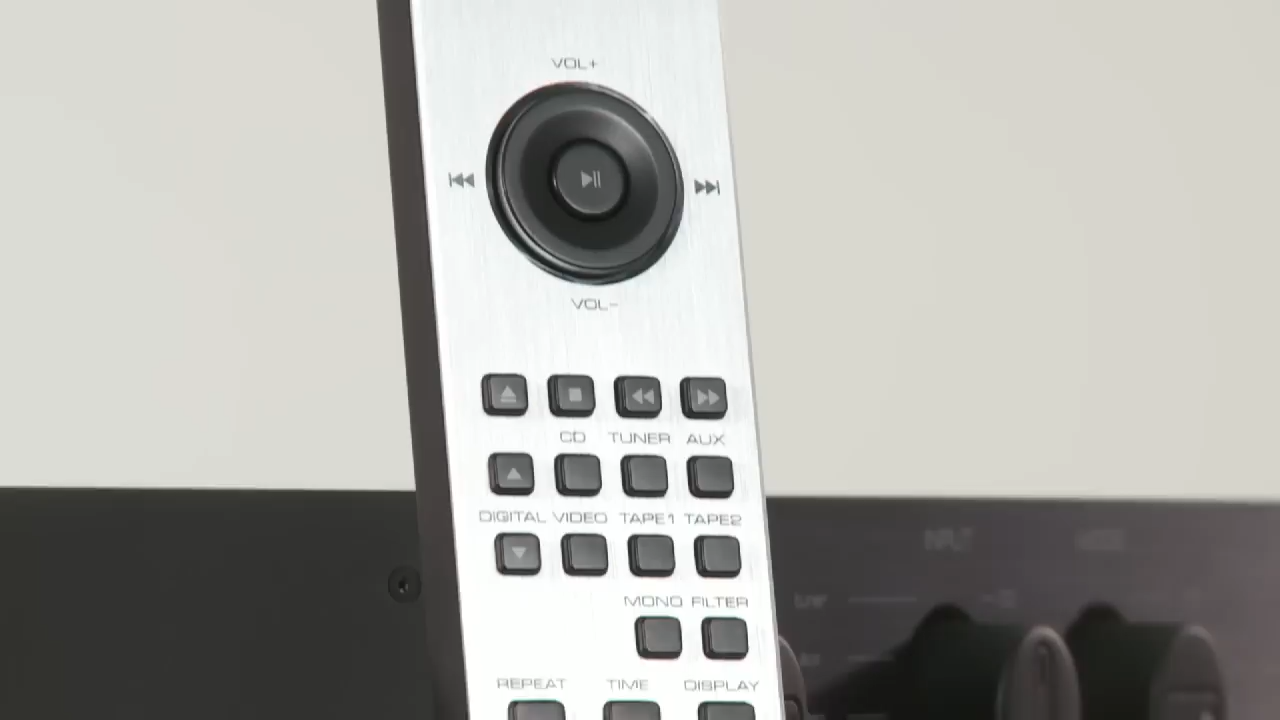 VOL+
VOL-
CD TUNER AUX
DIGITAL VIDEO TAPE1 TAPE2
MONO FILTER
REPEAT TIME DISPLAY